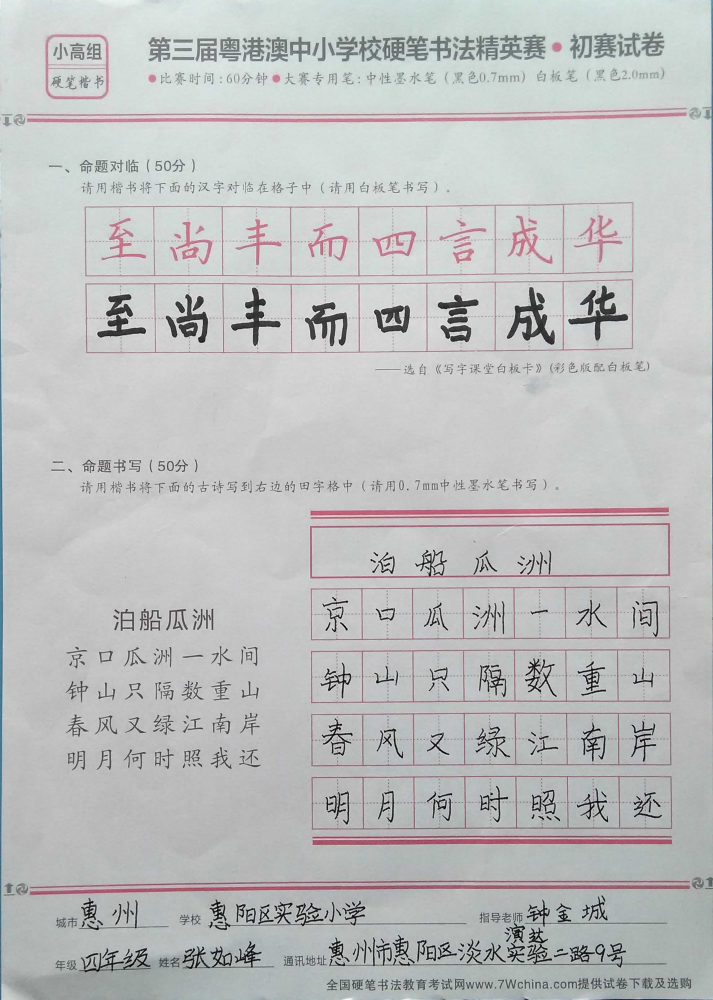 小高组
硬笔楷书
第三届粤港澳中小学校硬笔书法精英赛•初赛试卷
●比赛时间:60分钟●大赛专用笔:中性墨水笔（黑色0.7mm）白板笔（黑色2.0mm）
一、命题对临（50分）
请用楷书将下面的汉字对临在格子中（请用白板笔书写）。
至尚丰而四言成华
至尚丰而四言成华
——选自《写字课堂白板卡》(彩色版配白板笔)
二、命题书写（50分）
请用楷书将下面的古诗写到右边的田字格中（请用0.7mm中性墨水笔书写）。
泊船瓜洲
京口瓜洲一水间
钟山只隔数重山
春风又绿江南岸
明月何时照我还
泊船瓜洲
京口瓜洲一水间
钟山只隔数重山
春风又绿江南岸
明月何时照我还
城市 惠州 学校 惠阳区实验小学 指导老师 钟金城
年级 四年级 姓名 张如峰 通讯地址 惠州市惠阳区淡水实验二路9号
演达
全国硬笔书法教育考试网www.7Wchina.com提供试卷下载及选购